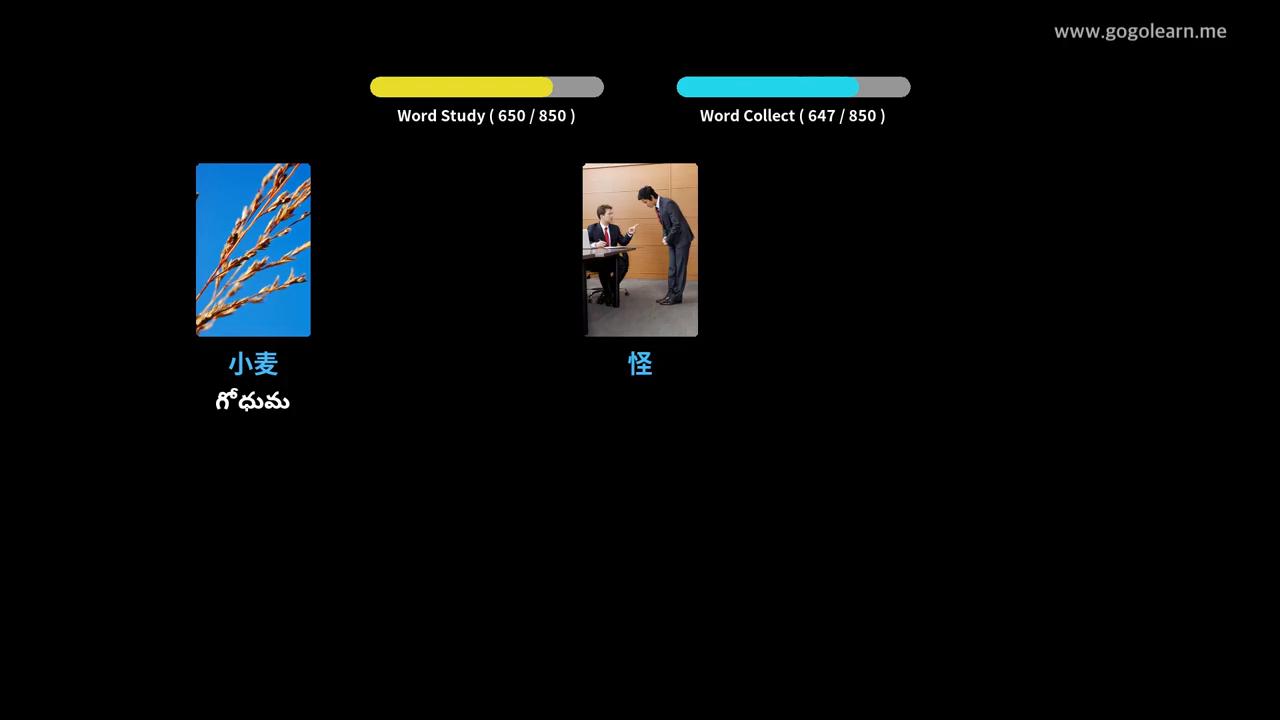 www.gogolearn.me
Word Study ( 650 / 850 )
Word Collect ( 647 / 850 )
小麦
గోధుమ
怪